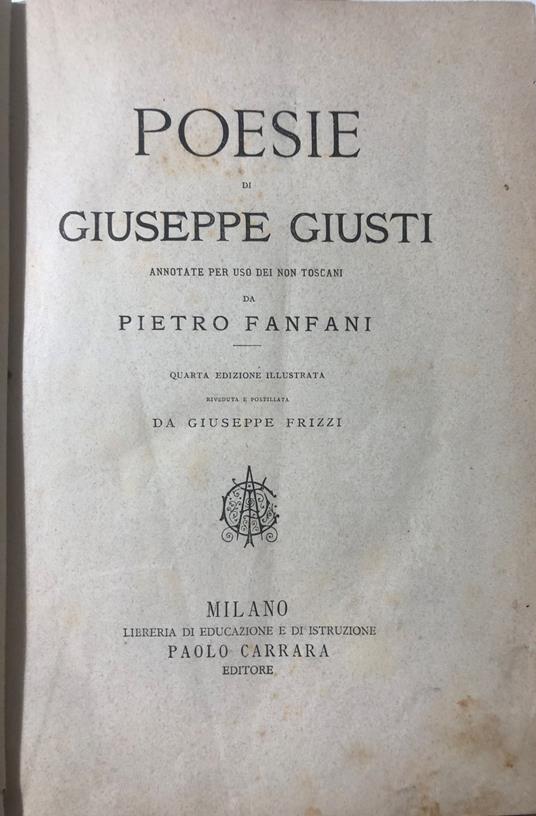 POESIE
DI
GIUSEPPE GIUSTI
ANNOTATE PER USO DEI NON TOSCANI
DA
PIETRO FANFANI
QUARTA EDIZIONE ILLUSTRATA
RIVEDUTA E POSTILLATA
DA GIUSEPPE FRIZZI
MILANO
LIBRERIA DI EDUCAZIONE E DI ISTRUZIONE
PAOLO CARRARA
EDITORE